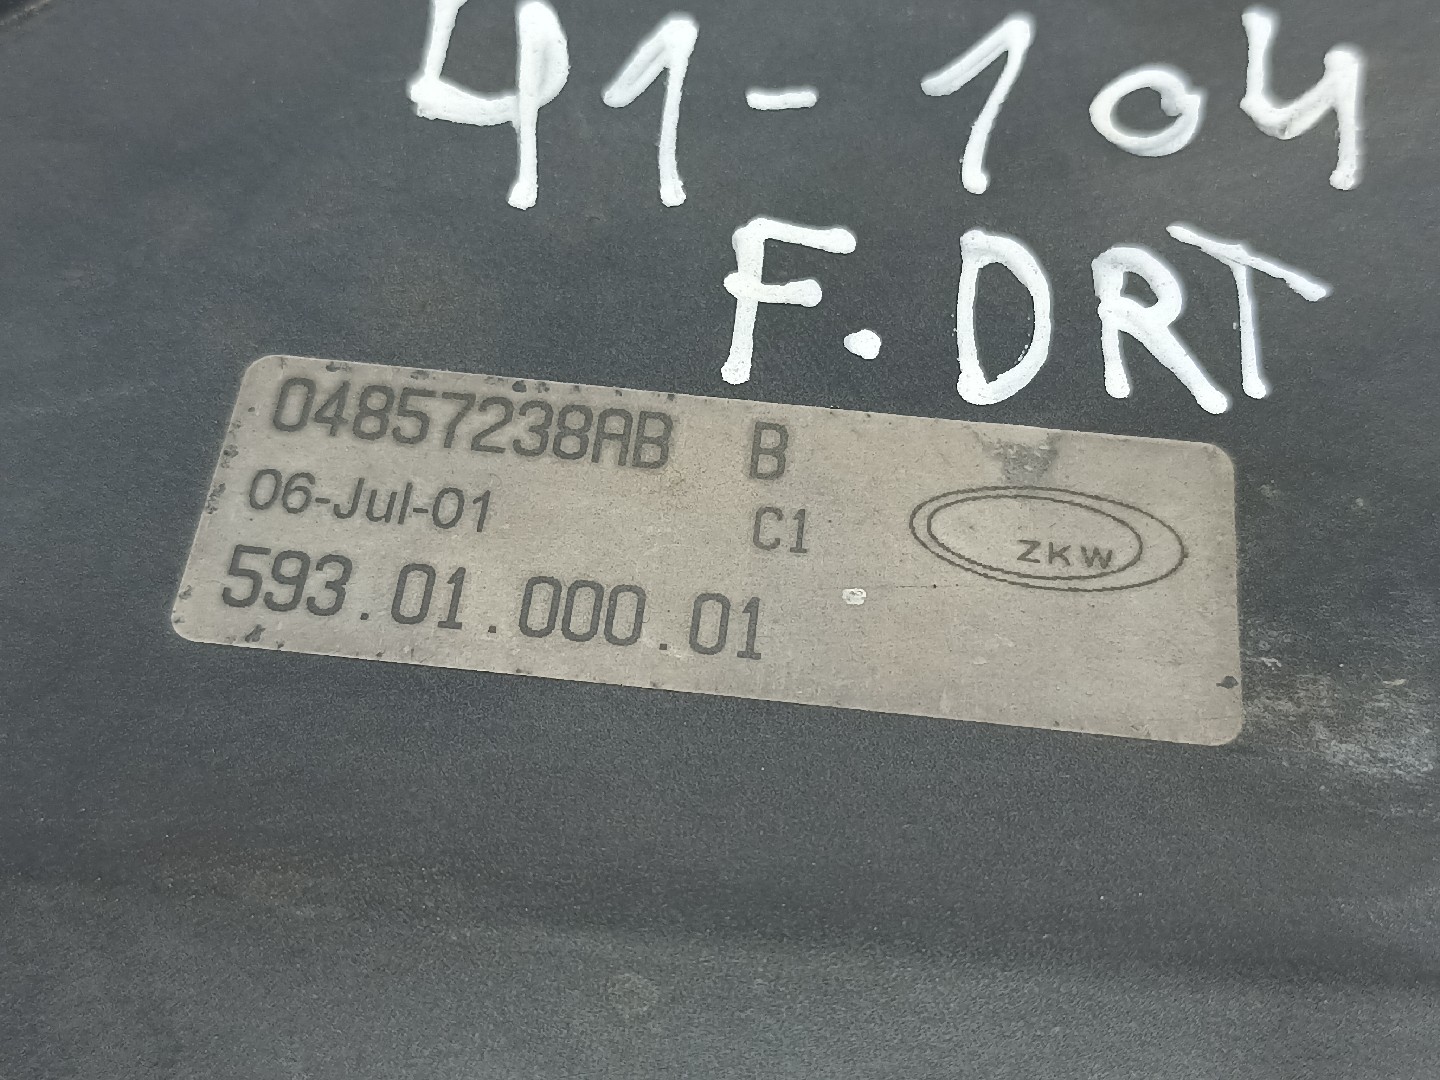 41-104
F.DRT
04857238AB B
06-Jul-01 C1
593.01.000.01
ZKW